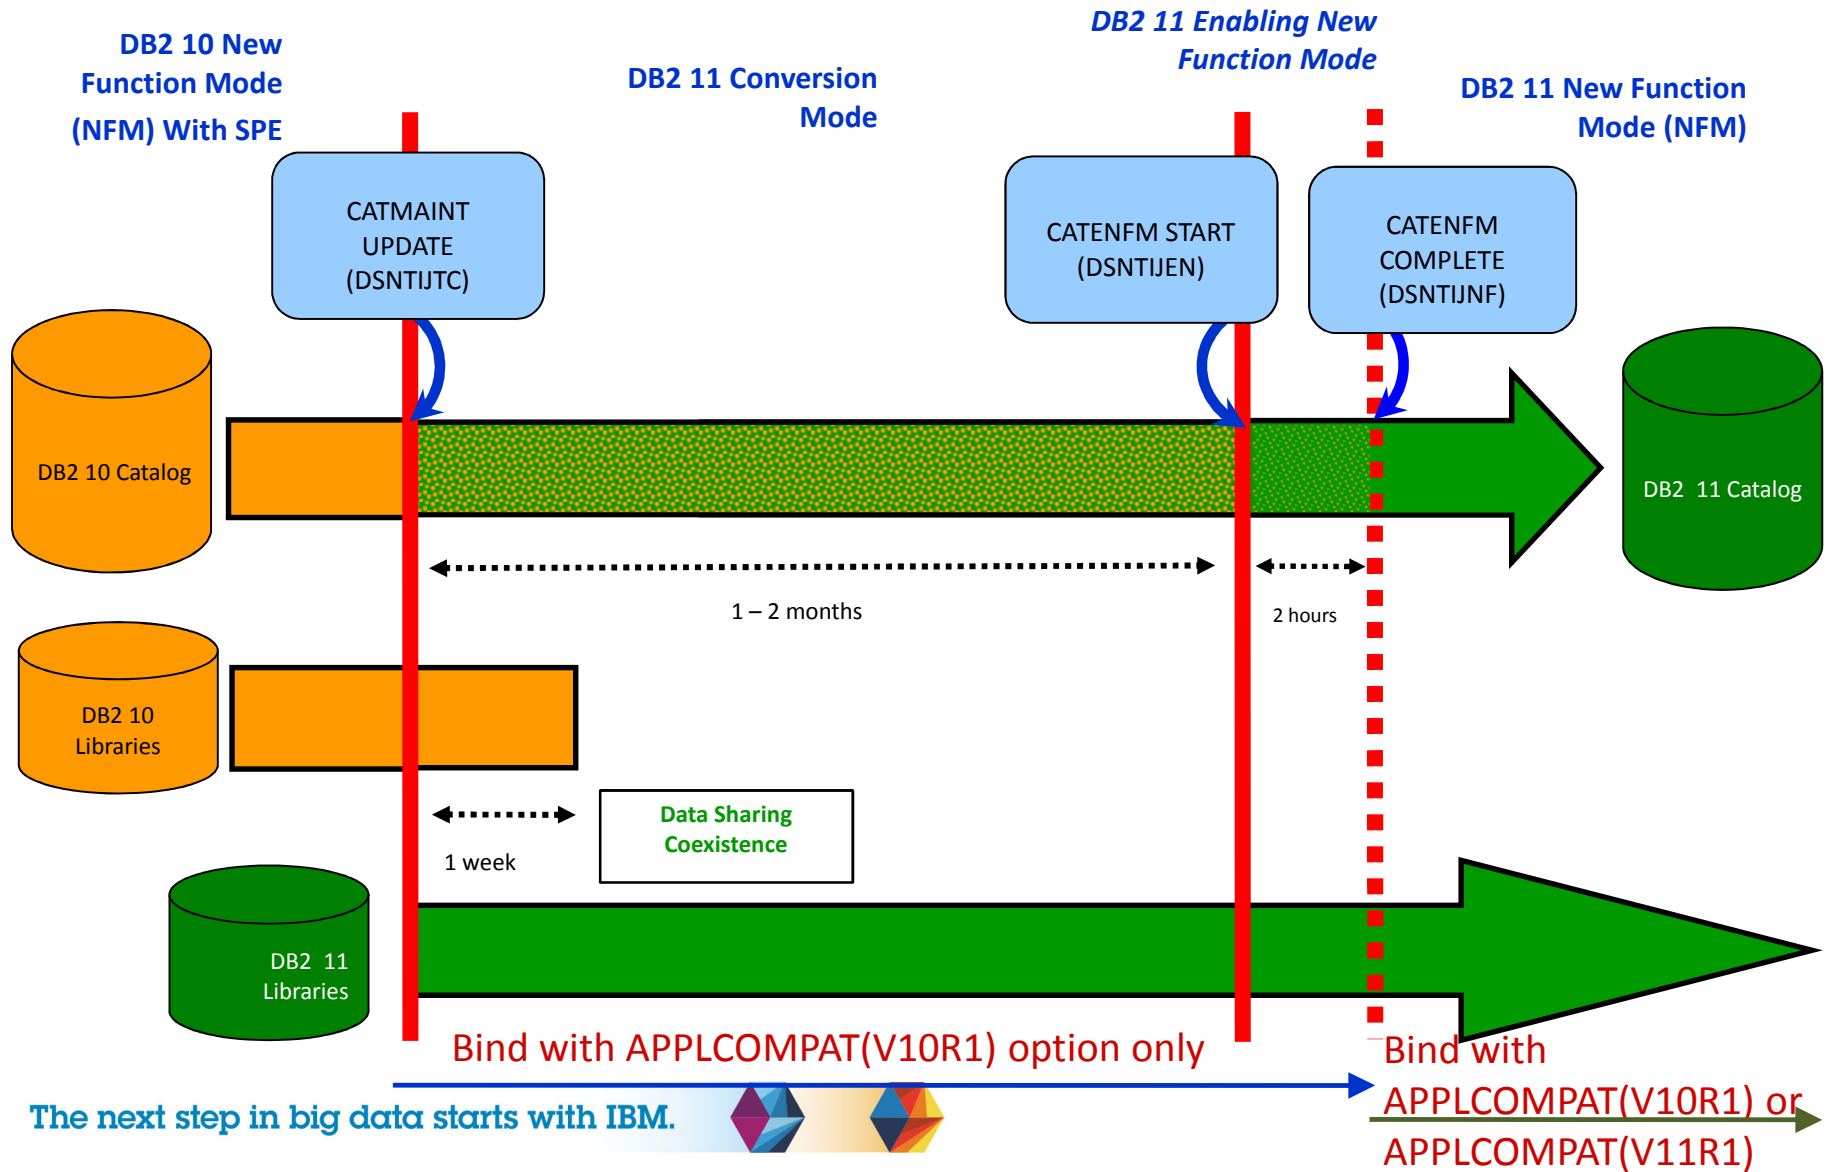 DB2 10 New
Function Mode
(NFM) With SPE
DB2 11 Conversion
Mode
DB2 11 Enabling New
Function Mode
DB2 11 New Function
Mode (NFM)
CATMAINT
UPDATE
(DSNTIJTC)
CATENFM START
(DSNTIJEN)
CATENFM
COMPLETE
(DSNTIJNF)
DB2 10 Catalog
DB2 11 Catalog
1 – 2 months
2 hours
DB2 10
Libraries
Data Sharing
Coexistence
1 week
DB2 11
Libraries
Bind with APPLCOMPAT(V10R1) option only
Bind with
APPLCOMPAT(V10R1) or
APPLCOMPAT(V11R1)
The next step in big data starts with IBM.